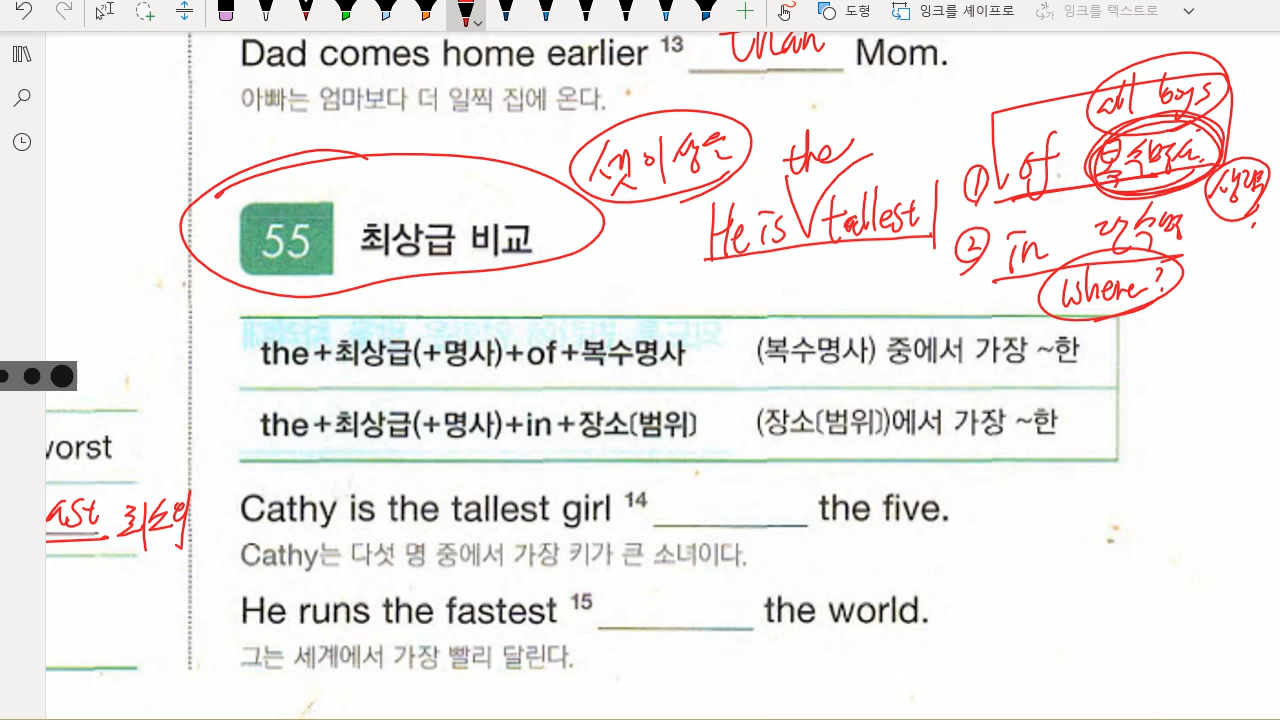 도형 잉크를 셰이프로 잉크를 텍스트로
Dad comes home earlier 13 than Mom.
아빠는 엄마보다 더 일찍 집에 온다.
all boys
셋 이상은
the
① of 복수명사.
생략
He is tallest
② in 단수명
where?
55 최상급 비교
the+최상급(+명사)+of+복수명사 (복수명사) 중에서 가장 ~한
the+최상급(+명사)+in+장소[범위] (장소[범위])에서 가장 ~한
worst
Cathy is the tallest girl 14 the five.
Cathy는 다섯 명 중에서 가장 키가 큰 소녀이다.
He runs the fastest 15 the world.
그는 세계에서 가장 빨리 달린다.